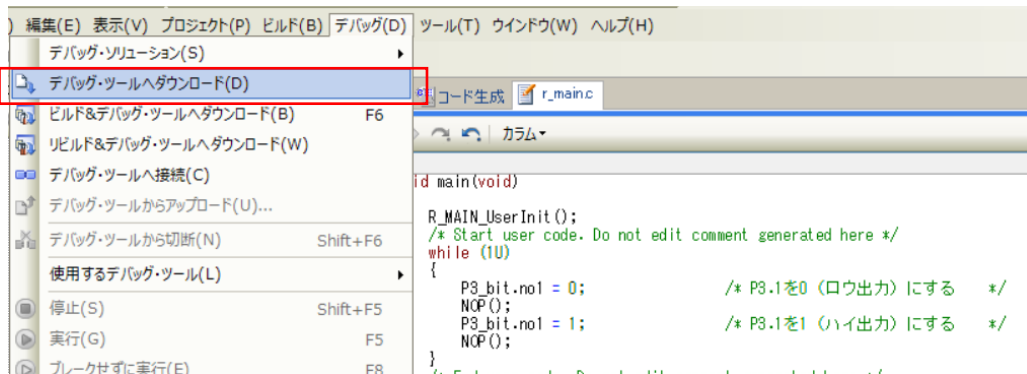 ) 編集(E) 表示(V) プロジェクト(P) ビルド(B) デバッグ(D) ツール(T) ウインドウ(W) ヘルプ(H)
デバッグ・ソリューション(S)
デバッグ・ツールへダウンロード(D)
ビルド&デバッグ・ツールへダウンロード(B) F6
リビルド&デバッグ・ツールへダウンロード(W)
デバッグ・ツールへ接続(C)
デバッグ・ツールからアップロード(U)...
デバッグ・ツールから切断(N) Shift+F6
使用するデバッグ・ツール(L)
停止(S) Shift+F5
実行(G) F5
ブレークせずに実行(F) F8
コード生成 r_main.c
カラム
id main(void)
R_MAIN_UserInit();
/* Start user code. Do not edit comment generated here */
while (1U)
{
P3_bit.no1 = 0; /* P3.1を0（ロウ出力）にする */
NOP();
P3_bit.no1 = 1; /* P3.1を1（ハイ出力）にする */
NOP();
}